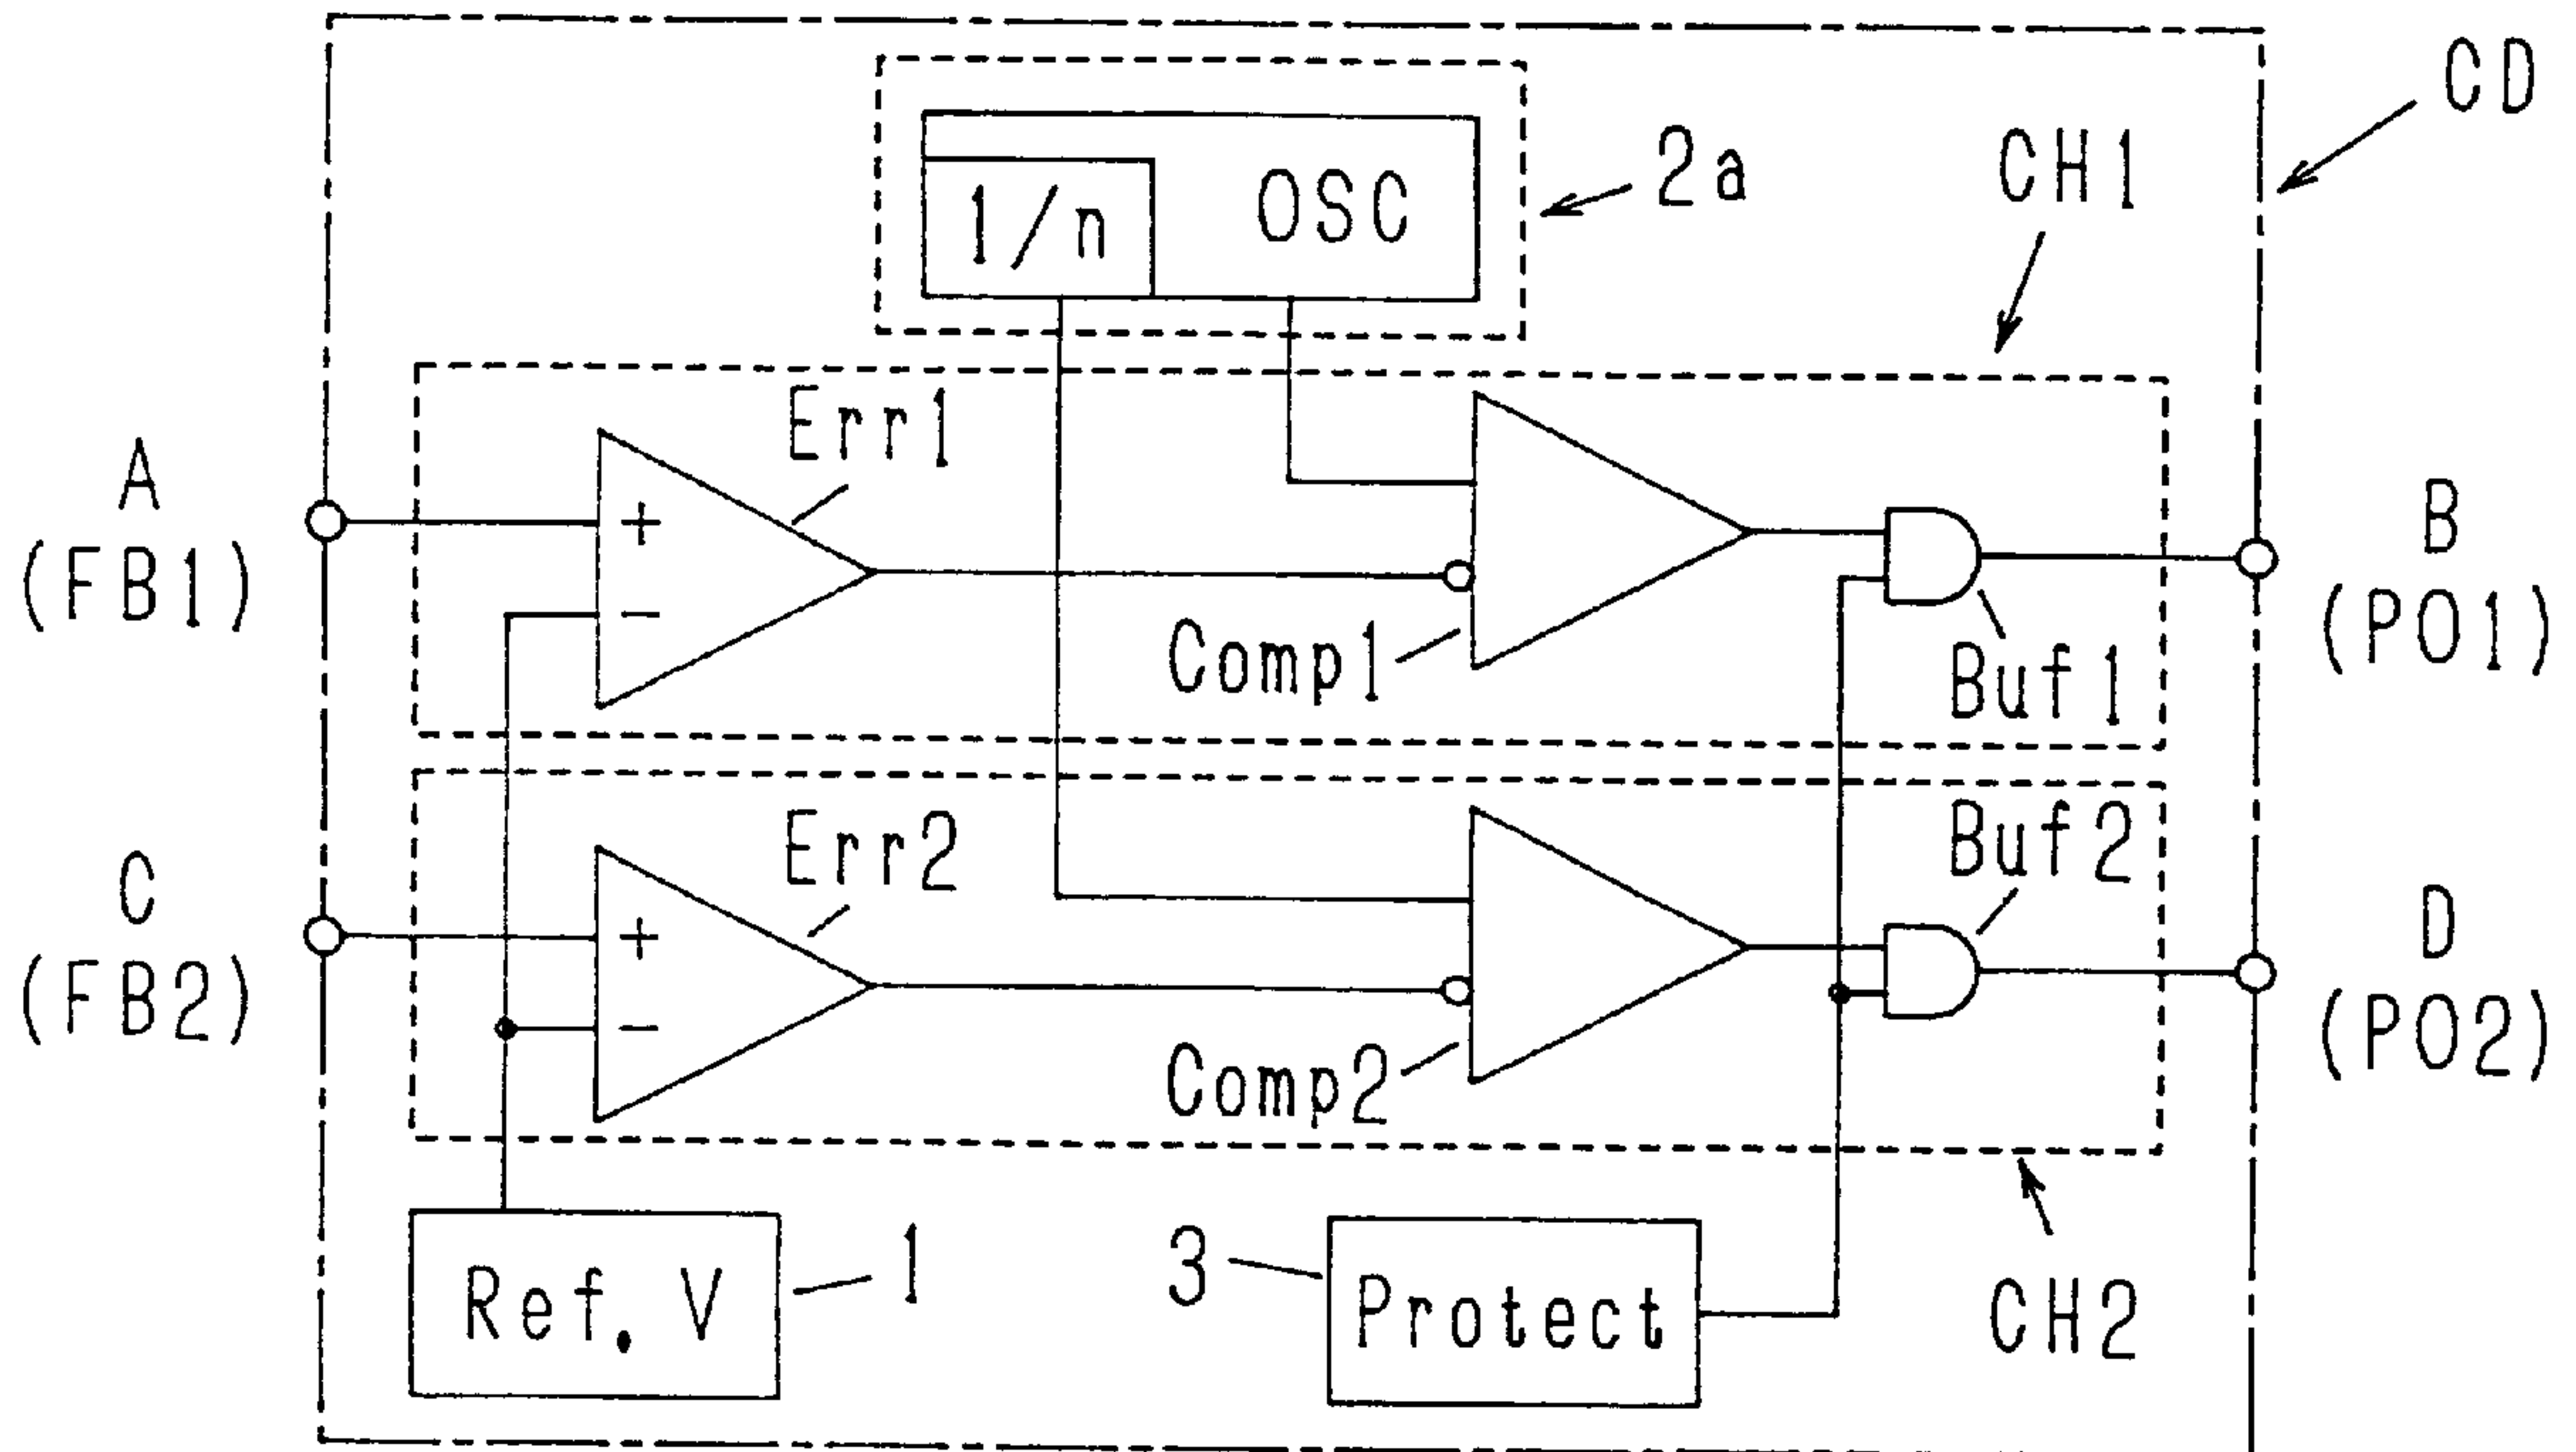 CD
2a
CH1
1/n
OSC
Err1
A
(FB1)
+
-
Comp1
Buf1
B
(PO1)
Err2
C
(FB2)
+
-
Comp2
Buf2
D
(PO2)
Ref.V
1
3
Protect
CH2